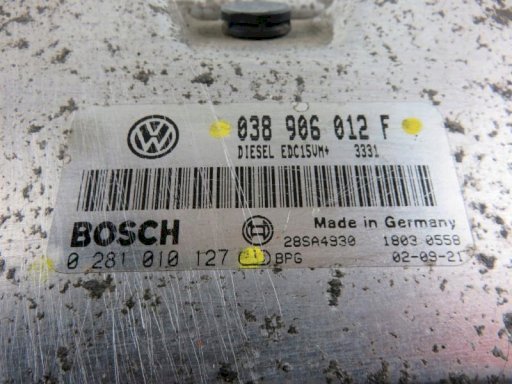 038 906 012 F
DIESEL EDC15VM+ 3331
BOSCH
Made in Germany
28SA4930 1803 0558
0 281 010 127 BPG 02-09-21